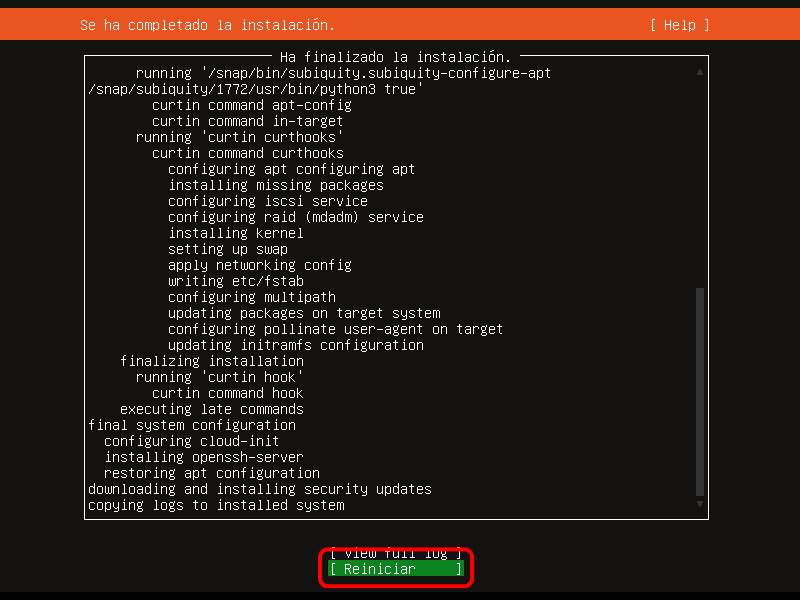 Se ha completado la instalación. [ Help ]
Ha finalizado la instalación.
running '/snap/bin/subiquity.subiquity-configure-apt
/snap/subiquity/1772/usr/bin/python3 true'
curtin command apt-config
curtin command in-target
running 'curtin curthooks'
curtin command curthooks
configuring apt configuring apt
installing missing packages
configuring iscsi service
configuring raid (mdadm) service
installing kernel
setting up swap
apply networking config
writing etc/fstab
configuring multipath
updating packages on target system
configuring pollinate user-agent on target
updating initramfs configuration
finalizing installation
running 'curtin hook'
curtin command hook
executing late commands
final system configuration
configuring cloud-init
installing openssh-server
restoring apt configuration
downloading and installing security updates
copying logs to installed system
[ View full log ]
[ Reiniciar ]